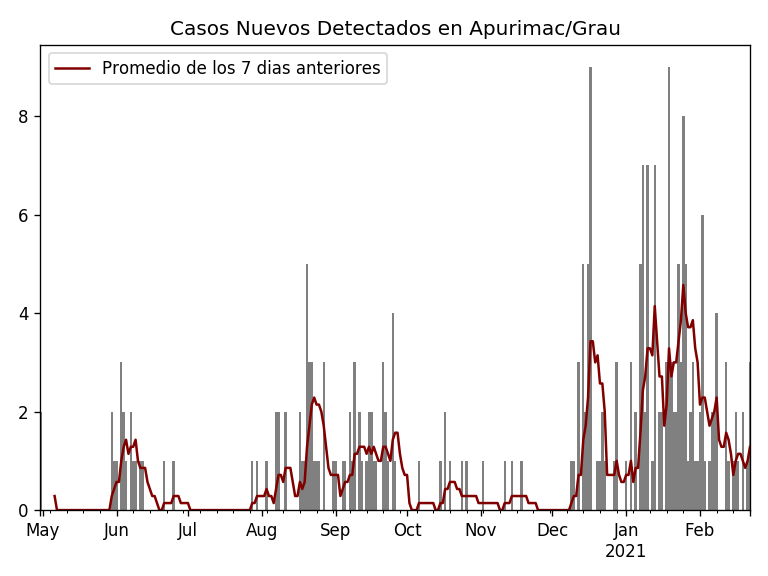 Casos Nuevos Detectados en Apurimac/Grau
Promedio de los 7 dias anteriores
8
6
4
2
0
May Jun Jul Aug Sep Oct Nov Dec Jan Feb
2021